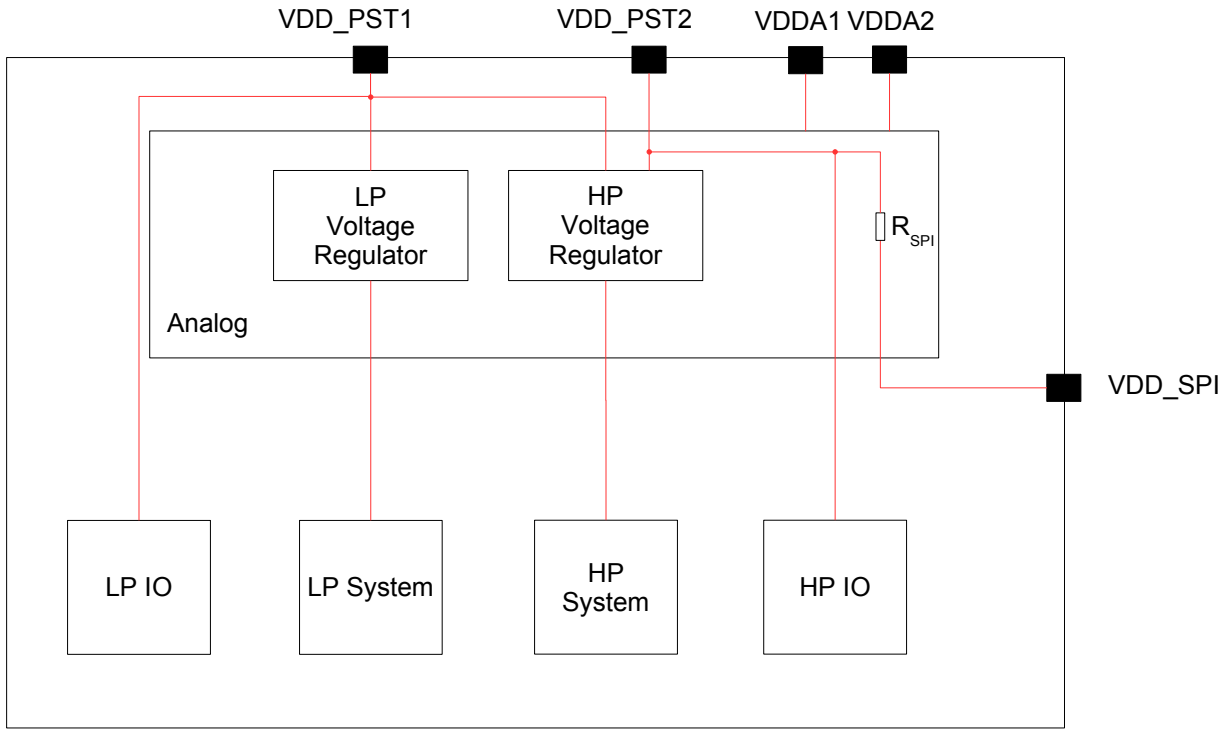 VDD_PST1
VDD_PST2
VDDA1 VDDA2
LP
Voltage
Regulator
HP
Voltage
Regulator
RSPI
Analog
VDD_SPI
LP IO
LP System
HP
System
HP IO